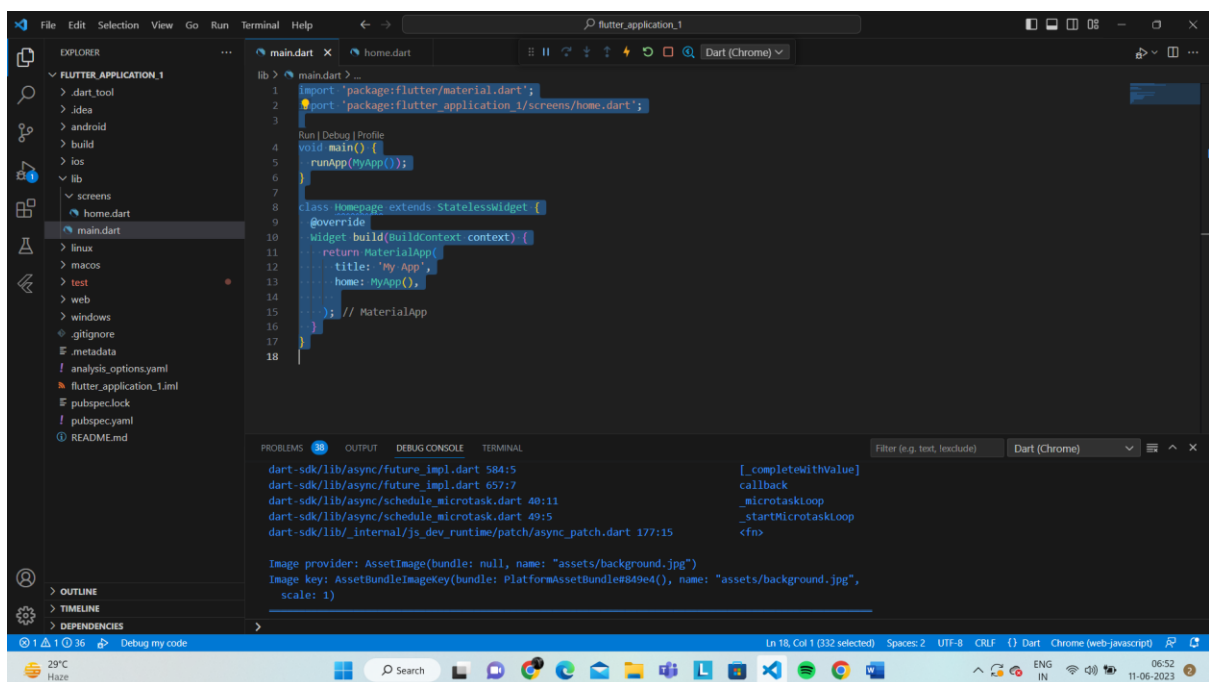 File Edit Selection View Go Run Terminal Help
flutter_application_1
EXPLORER
FLUTTER_APPLICATION_1
.dart_tool
.idea
android
build
ios
lib
screens
home.dart
main.dart
linux
macos
test
web
windows
.gitignore
.metadata
analysis_options.yaml
flutter_application_1.iml
pubspec.lock
pubspec.yaml
README.md
OUTLINE
TIMELINE
DEPENDENCIES
main.dart home.dart
Dart (Chrome)
lib > main.dart > ...
1 import 'package:flutter/material.dart';
2 port 'package:flutter_application_1/screens/home.dart';
3
Run | Debug | Profile
4 void main() {
5 runApp(MyApp());
6 }
7
8 class Homepage extends StatelessWidget {
9 @override
10 Widget build(BuildContext context) {
11 return MaterialApp(
12 title: 'My App',
13 home: MyApp(),
14
15 ); // MaterialApp
16 }
17 }
18
PROBLEMS 38 OUTPUT DEBUG CONSOLE TERMINAL
Filter (e.g. text, !exclude) Dart (Chrome)
dart-sdk/lib/async/future_impl.dart 584:5 [_completeWithValue]
dart-sdk/lib/async/future_impl.dart 657:7 callback
dart-sdk/lib/async/schedule_microtask.dart 40:11 _microtaskLoop
dart-sdk/lib/async/schedule_microtask.dart 49:5 _startMicrotaskLoop
dart-sdk/lib/_internal/js_dev_runtime/patch/async_patch.dart 177:15 <fn>
Image provider: AssetImage(bundle: null, name: "assets/background.jpg")
Image key: AssetBundleImageKey(bundle: PlatformAssetBundle#849e4(), name: "assets/background.jpg",
scale: 1)
1 1 36 Debug my code
Ln 18, Col 1 (332 selected) Spaces: 2 UTF-8 CRLF {} Dart Chrome (web-javascript)
29°C
Haze
Search
ENG
IN
06:52
11-06-2023